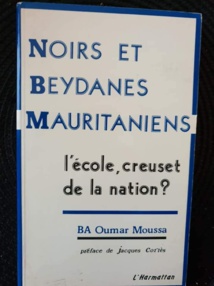 NOIRS ET
BEYDANES
MAURITANIENS
l'école, creuset
de la nation?
BA Oumar Moussa
préface de Jacques Cortès
L'Harmattan